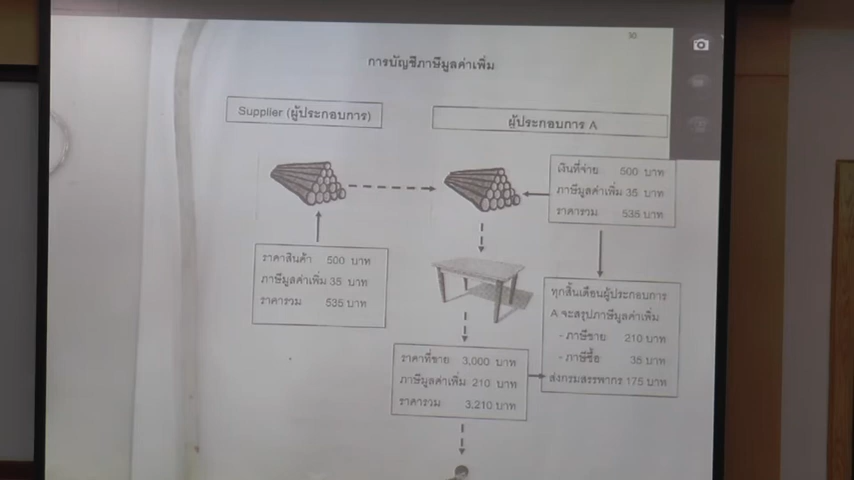 การบัญชีภาษีมูลค่าเพิ่ม
Supplier (ผู้ประกอบการ)
ผู้ประกอบการ A
เงินที่จ่าย 500 บาท
ภาษีมูลค่าเพิ่ม 35 บาท
ราคารวม 535 บาท
ราคาสินค้า 500 บาท
ภาษีมูลค่าเพิ่ม 35 บาท
ราคารวม 535 บาท
ทุกสิ้นเดือนผู้ประกอบการ
A จะสรุปภาษีมูลค่าเพิ่ม
- ภาษีขาย 210 บาท
- ภาษีซื้อ 35 บาท
ส่งกรมสรรพากร 175 บาท
ราคาที่ขาย 3,000 บาท
ภาษีมูลค่าเพิ่ม 210 บาท
ราคารวม 3,210 บาท